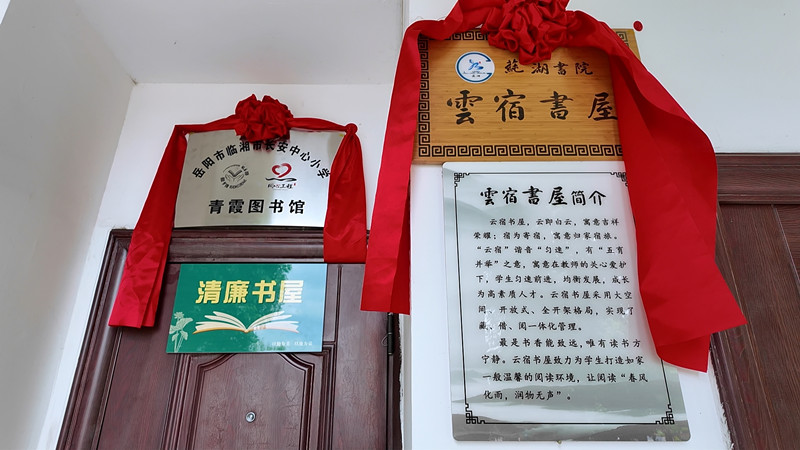 岳阳市临湘市长安中心小学
青霞图书馆
清廉书屋
蓢湖書院
雲宿書屋
雲宿書屋简介
云宿书屋,云即白云,寓意吉祥
荣耀;宿为寄宿,寓意归家宿旅。
“云宿”谐音“匀速”,有“五育
并举”之意,寓意在教师的关心爱护
下,学生匀速前进,均衡发展,成长
为高素质人才。云宿书屋采用大空
间、开放式、全开架格局,实现了
藏、借、阅一体化管理。
最是书香能致远,唯有读书方
宁静。云宿书屋致力为学生打造如家
一般温馨的阅读环境,让阅读“春风
化雨,润物无声”。